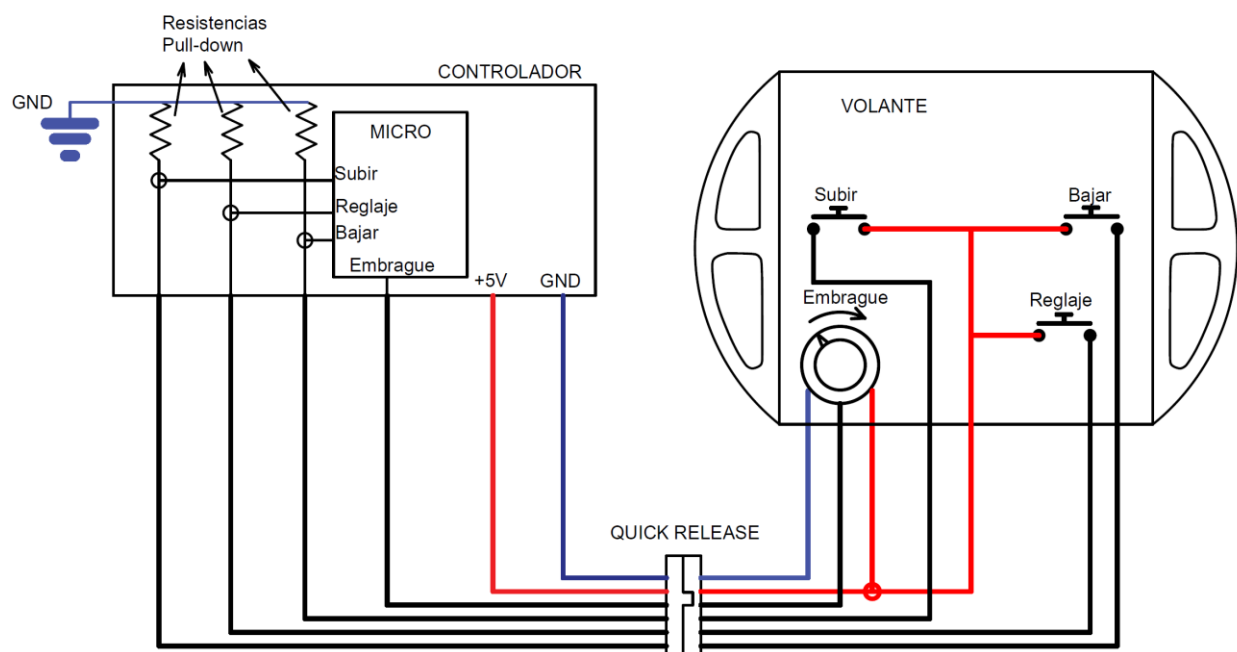 Resistencias
Pull-down
CONTROLADOR
GND
MICRO
Subir
Reglaje
Bajar
Embrague
+5V
GND
VOLANTE
Subir
Bajar
Embrague
Reglaje
QUICK RELEASE